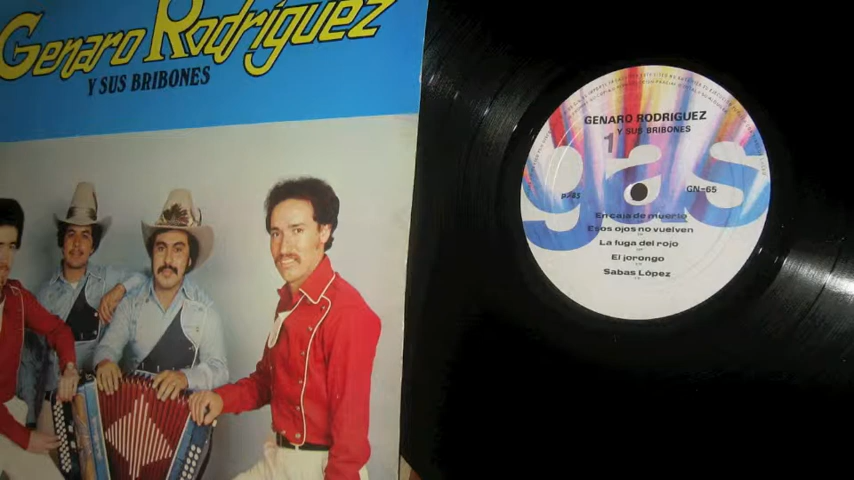 Genaro Rodríguez
Y SUS BRIBONES
GENARO RODRIGUEZ
Y SUS BRIBONES
1
gas
GN-65
En caja de muerto
Esos ojos no vuelven
La fuga del rojo
El jorongo
Sabas López